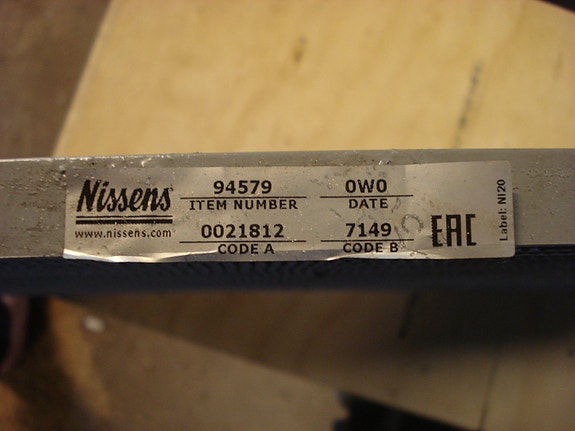 Nissens
www.nissens.com
94579
ITEM NUMBER
0W0
DATE
0021812
CODE A
7149
CODE B
EAC
Label: NI20